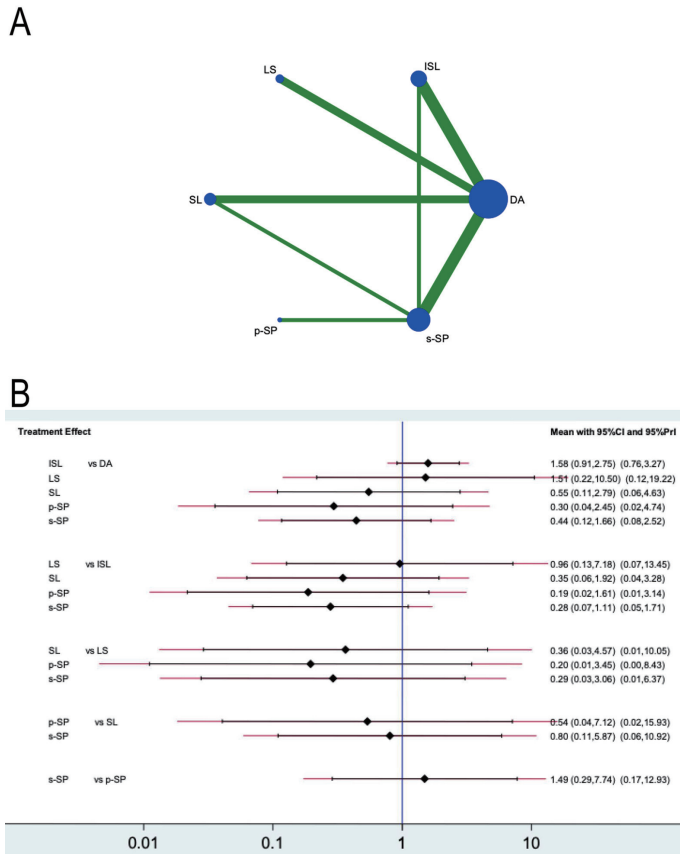 A
LS
ISL
SL
DA
p-SP
s-SP
B
Treatment Effect Mean with 95%CI and 95%PrI
ISL vs DA 1.58 (0.91,2.75) (0.76,3.27)
LS 1.51 (0.22,10.50) (0.12,19.22)
SL 0.55 (0.11,2.79) (0.06,4.63)
p-SP 0.30 (0.04,2.45) (0.02,4.74)
s-SP 0.44 (0.12,1.66) (0.08,2.52)
LS vs ISL 0.96 (0.13,7.18) (0.07,13.45)
SL 0.35 (0.06,1.92) (0.04,3.28)
p-SP 0.19 (0.02,1.61) (0.01,3.14)
s-SP 0.28 (0.07,1.11) (0.05,1.71)
SL vs LS 0.36 (0.03,4.57) (0.01,10.05)
p-SP 0.20 (0.01,3.45) (0.00,8.43)
s-SP 0.29 (0.03,3.06) (0.01,6.37)
p-SP vs SL 0.54 (0.04,7.12) (0.02,15.93)
s-SP 0.80 (0.11,5.87) (0.06,10.92)
s-SP vs p-SP 1.49 (0.29,7.74) (0.17,12.93)
0.01 0.1 1 10